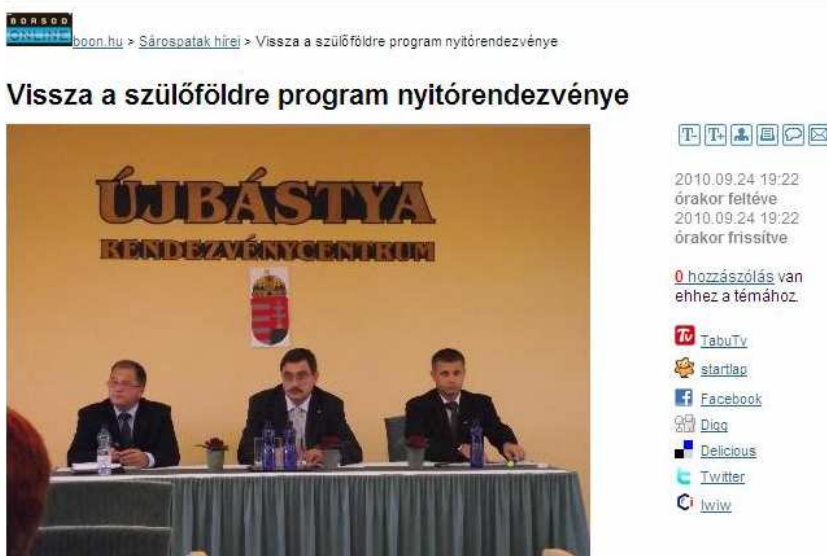 BORSOD
ONLINE
boon.hu > Sárospatak hírei > Vissza a szülőföldre program nyitórendezvénye
Vissza a szülőföldre program nyitórendezvénye
ÚJBÁSTYA
RENDEZVÉNYCENTRUM
T- T+
2010.09.24 19:22
órakor feltéve
2010.09.24 19:22
órakor frissítve
0 hozzászólás van
ehhez a témához.
Tv TabuTv
startlap
Facebook
Digg
Delicious
Twitter
Iwiw